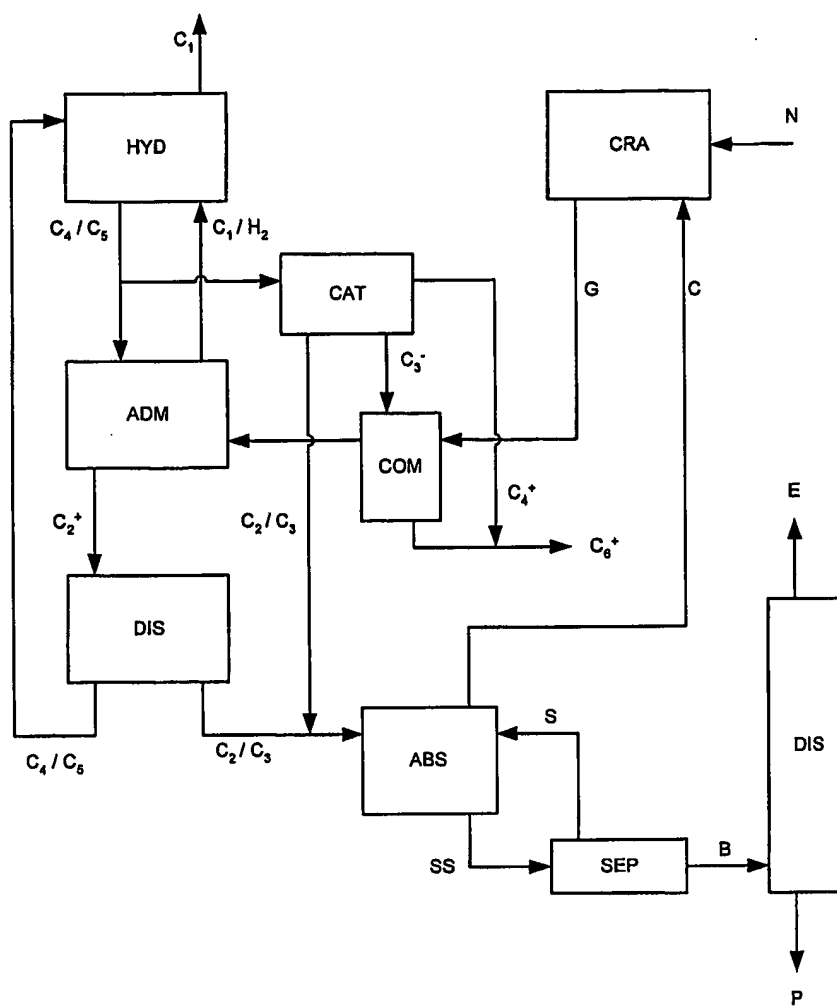 C₁
HYD
CRA
N
C₄ / C₅
C₁ / H₂
CAT
G
C
C₃⁻
ADM
COM
C₂⁺
C₂ / C₃
C₄⁺
C₆⁺
E
DIS
C₄ / C₅
C₂ / C₃
ABS
S
DIS
SS
SEP
B
P